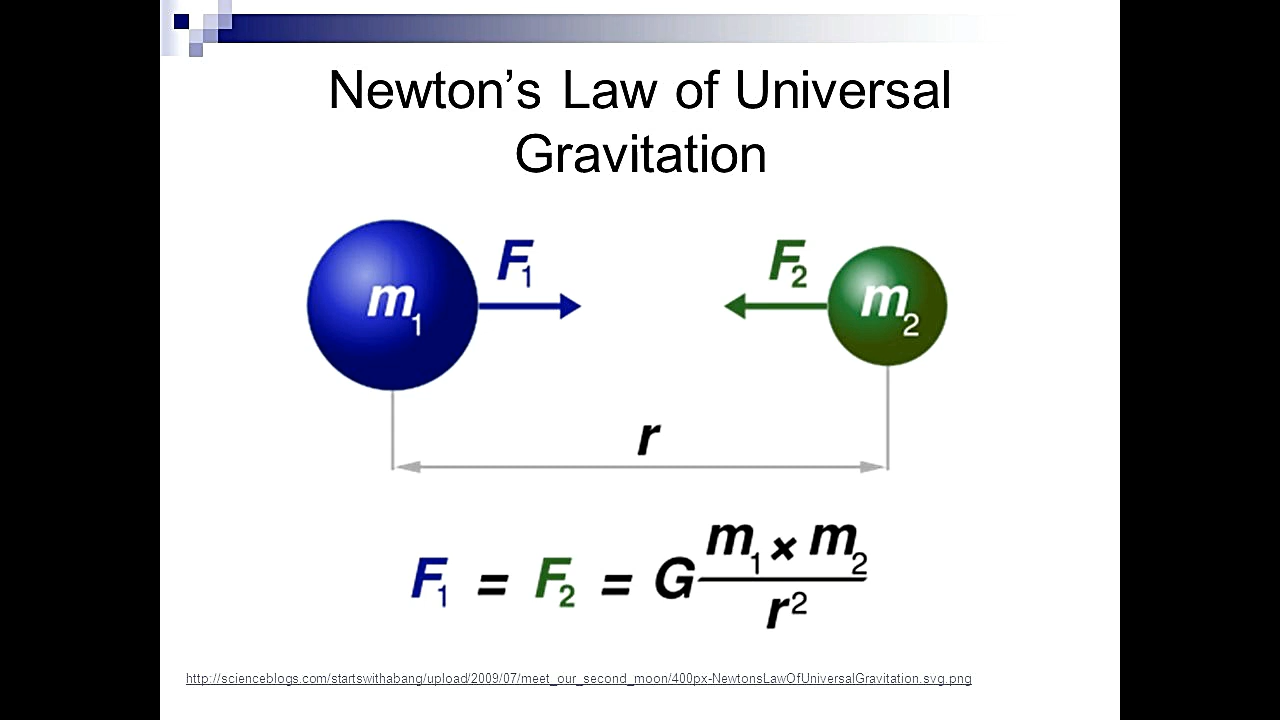 Newton’s Law of Universal
Gravitation
F1
F2
m1
m2
r
F1 = F2 = G m1 × m2 / r²
http://scienceblogs.com/startswithabang/upload/2009/07/meet_our_second_moon/400px-NewtonsLawOfUniversalGravitation.svg.png